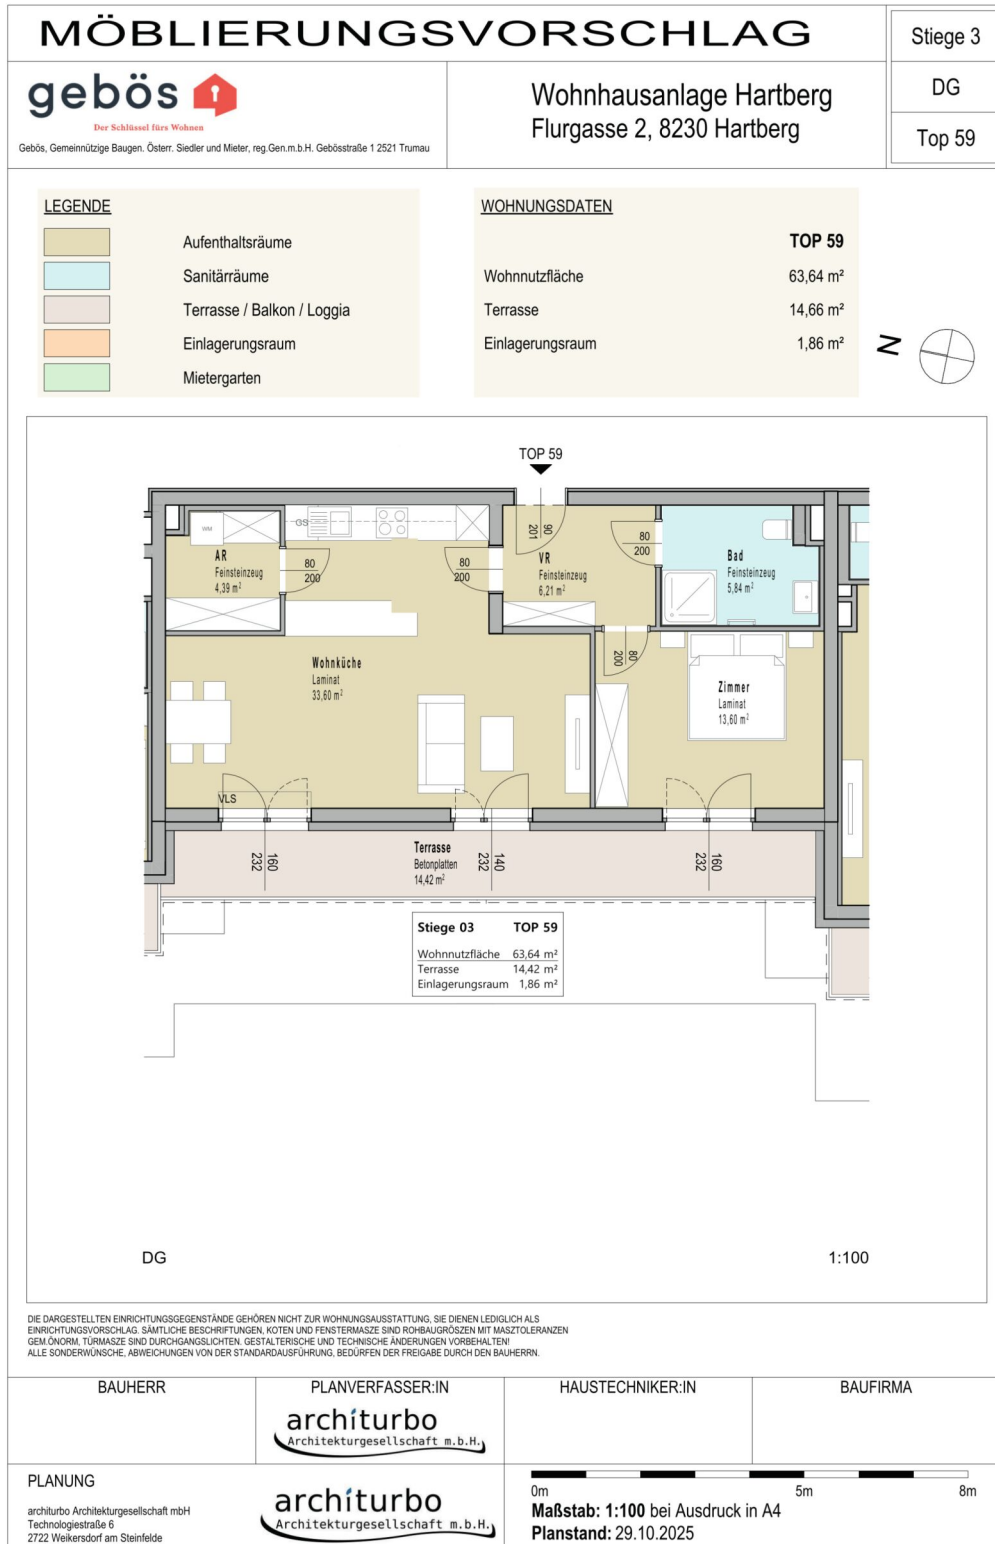 MÖBLIERUNGSVORSCHLAG
Stiege 3
DG
Top 59
gebös
Der Schlüssel fürs Wohnen
Gebös, Gemeinnützige Baugen. Österr. Siedler und Mieter, reg.Gen.m.b.H. Gebösstraße 1 2521 Trumau
Wohnhausanlage Hartberg
Flurgasse 2, 8230 Hartberg
LEGENDE
Aufenthaltsräume
Sanitärräume
Terrasse / Balkon / Loggia
Einlagerungsraum
Mietergarten
WOHNUNGSDATEN
TOP 59
Wohnnutzfläche 63,64 m²
Terrasse 14,66 m²
Einlagerungsraum 1,86 m²
N
TOP 59
WM
GS
90
201
AR
Feinsteinzeug
4,39 m²
80
200
80
200
VR
Feinsteinzeug
6,21 m²
80
200
Bad
Feinsteinzeug
5,84 m²
80
200
Wohnküche
Laminat
33,60 m²
Zimmer
Laminat
13,60 m²
VLS
160
232
Terrasse
Betonplatten
14,42 m²
140
232
160
232
Stiege 03 TOP 59
Wohnnutzfläche 63,64 m²
Terrasse 14,42 m²
Einlagerungsraum 1,86 m²
DG
1:100
DIE DARGESTELLTEN EINRICHTUNGSGEGENSTÄNDE GEHÖREN NICHT ZUR WOHNUNGSAUSSTATTUNG, SIE DIENEN LEDIGLICH ALS
EINRICHTUNGSVORSCHLAG. SÄMTLICHE BESCHRIFTUNGEN, KOTEN UND FENSTERMASZE SIND ROHBAUGRÖSZEN MIT MASZTOLERANZEN
GEM.ÖNORM, TÜRMASZE SIND DURCHGANGSLICHTEN. GESTALTERISCHE UND TECHNISCHE ÄNDERUNGEN VORBEHALTEN!
ALLE SONDERWÜNSCHE, ABWEICHUNGEN VON DER STANDARDAUSFÜHRUNG, BEDÜRFEN DER FREIGABE DURCH DEN BAUHERRN.
BAUHERR
PLANVERFASSER:IN
architurbo
Architekturgesellschaft m.b.H.
HAUSTECHNIKER:IN
BAUFIRMA
PLANUNG
architurbo Architekturgesellschaft mbH
Technologiestraße 6
2722 Weikersdorf am Steinfelde
architurbo
Architekturgesellschaft m.b.H.
0m 5m 8m
Maßstab: 1:100 bei Ausdruck in A4
Planstand: 29.10.2025